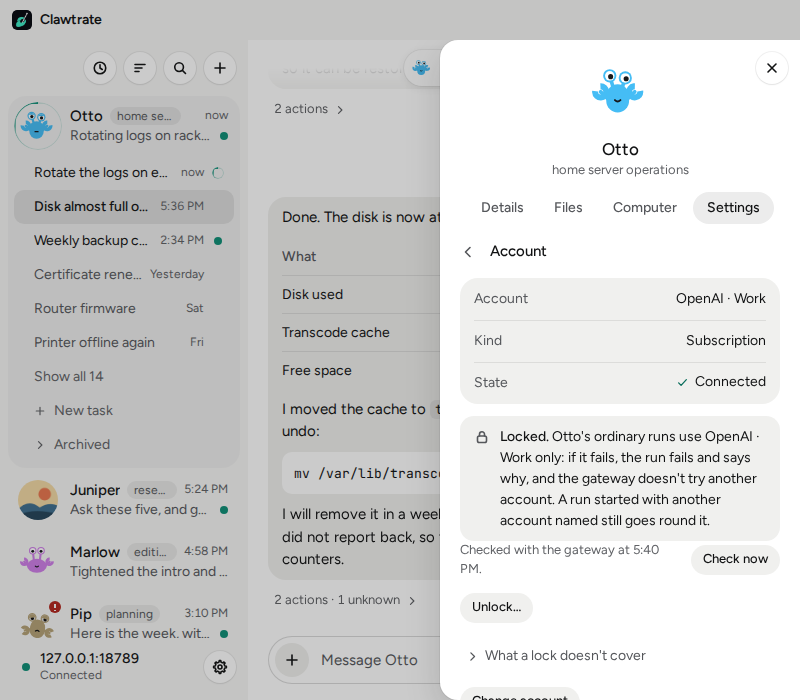 Clawtrate
Otto home se... now
Rotating logs on rack...
Rotate the logs on e... now
Disk almost full o... 5:36 PM
Weekly backup c... 2:34 PM
Certificate rene... Yesterday
Router firmware Sat
Printer offline again Fri
Show all 14
New task
Archived
Juniper rese... 5:24 PM
Ask these five, and g...
Marlow editi... 4:58 PM
Tightened the intro and ...
Pip planning 3:10 PM
Here is the week. wit...
127.0.0.1:18789
Connected
2 actions
Done. The disk is now at
What
Disk used
Transcode cache
Free space
I moved the cache to
undo:
mv /var/lib/transc
I will remove it in a week
did not report back, so
counters.
2 actions · 1 unknown
Message Otto
Otto
home server operations
Details Files Computer Settings
Account
Account OpenAI · Work
Kind Subscription
State Connected
Locked. Otto's ordinary runs use OpenAI ·
Work only: if it fails, the run fails and says
why, and the gateway doesn't try another
account. A run started with another
account named still goes round it.
Checked with the gateway at 5:40
PM.
Check now
Unlock...
What a lock doesn't cover
Change account